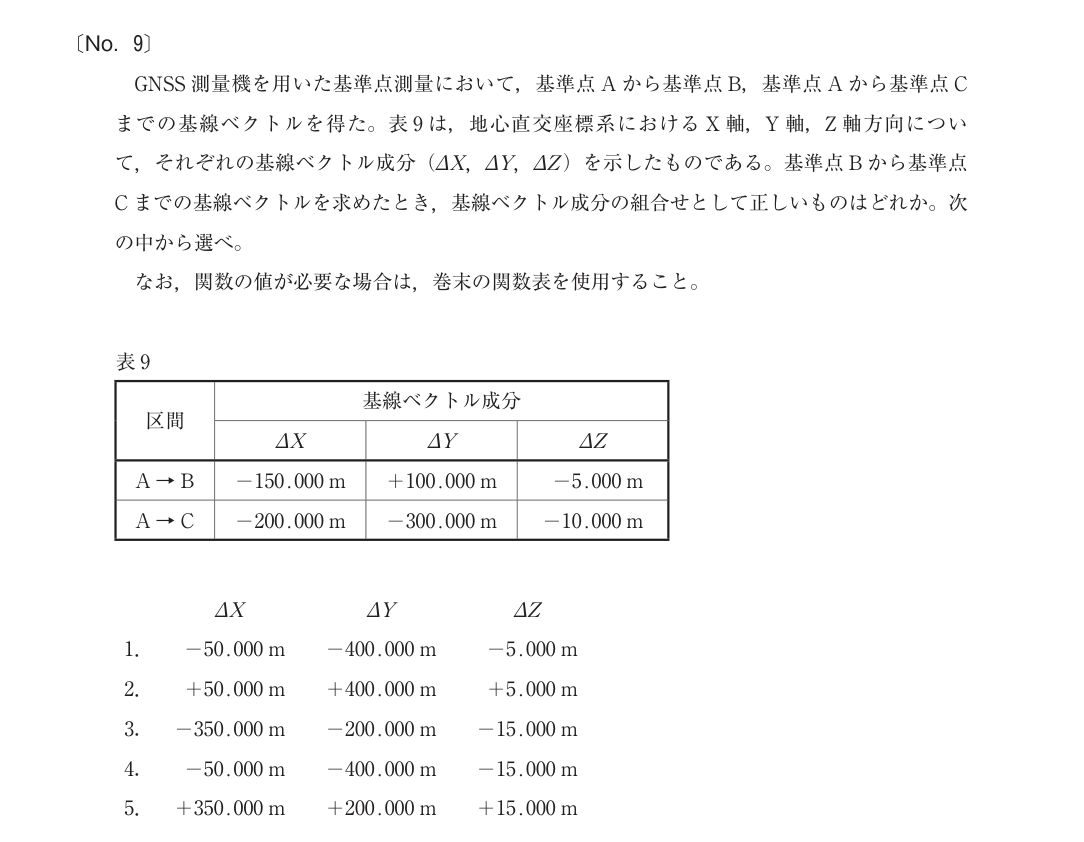 〔No. 9〕
GNSS 測量機を用いた基準点測量において，基準点 A から基準点 B，基準点 A から基準点 C
までの基線ベクトルを得た。表 9 は，地心直交座標系における X 軸，Y 軸，Z 軸方向につい
て，それぞれの基線ベクトル成分（ΔX，ΔY，ΔZ）を示したものである。基準点 B から基準点
C までの基線ベクトルを求めたとき，基線ベクトル成分の組合せとして正しいものはどれか。次
の中から選べ。
なお，関数の値が必要な場合は，巻末の関数表を使用すること。
表 9
区間 基線ベクトル成分
ΔX ΔY ΔZ
A → B −150.000 m +100.000 m −5.000 m
A → C −200.000 m −300.000 m −10.000 m
ΔX ΔY ΔZ
1. −50.000 m −400.000 m −5.000 m
2. +50.000 m +400.000 m +5.000 m
3. −350.000 m −200.000 m −15.000 m
4. −50.000 m −400.000 m −15.000 m
5. +350.000 m +200.000 m +15.000 m